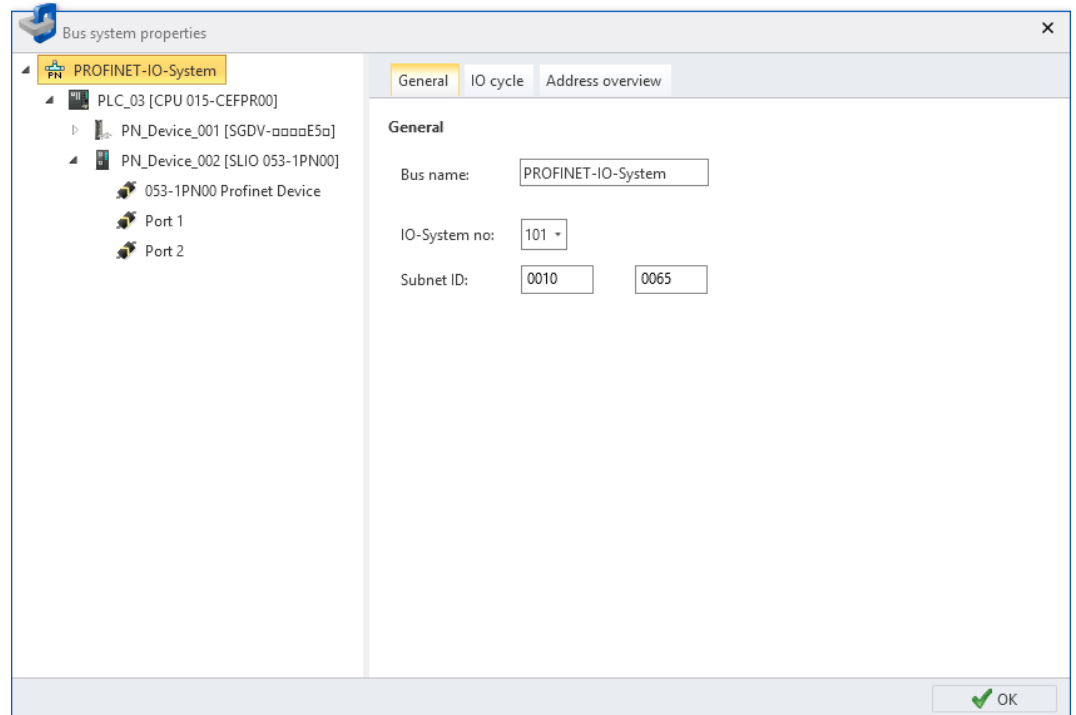 Bus system properties
PN
PROFINET-IO-System
PLC_03 [CPU 015-CEFPR00]
PN_Device_001 [SGDV-□□□□E5□]
PN_Device_002 [SLIO 053-1PN00]
053-1PN00 Profinet Device
Port 1
Port 2
General IO cycle Address overview
General
Bus name: PROFINET-IO-System
IO-System no: 101
Subnet ID: 0010 0065
OK